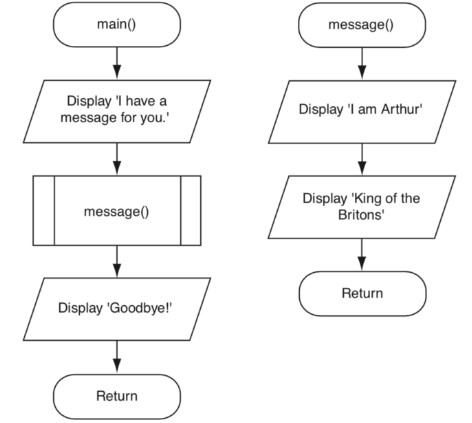 main()
Display 'I have a
message for you.'
message()
Display 'Goodbye!'
Return
message()
Display 'I am Arthur'
Display 'King of the
Britons'
Return